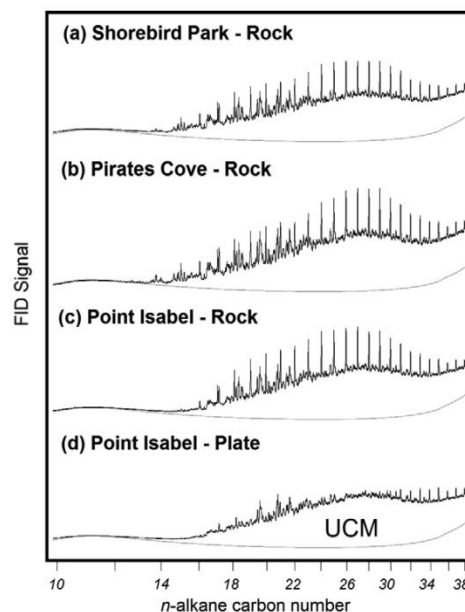 (a) Shorebird Park - Rock
(b) Pirates Cove - Rock
(c) Point Isabel - Rock
(d) Point Isabel - Plate
UCM
FID Signal
10 14 18 22 26 30 34 38
n-alkane carbon number